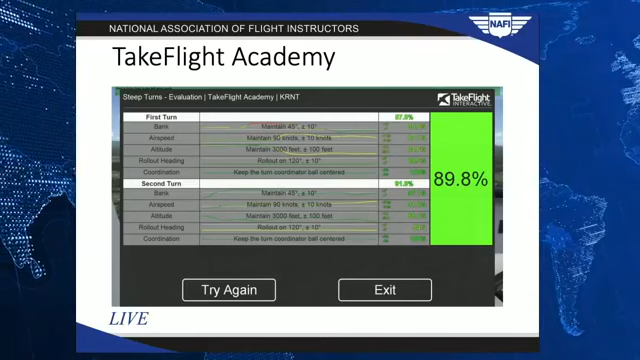 NATIONAL ASSOCIATION OF FLIGHT INSTRUCTORS
NAFI
TakeFlight Academy
Steep Turns - Evaluation | TakeFlight Academy | KRNT
TakeFlight
INTERACTIVE
First Turn
Bank Maintain 45°, ± 10°
Airspeed Maintain 90 knots, ± 10 knots
Altitude Maintain 3000 feet, ± 100 feet
Rollout Heading Rollout on 120°, ± 10°
Coordination Keep the turn coordinator ball centered
Second Turn
Bank Maintain 45°, ± 10°
Airspeed Maintain 90 knots, ± 10 knots
Altitude Maintain 3000 feet, ± 100 feet
Rollout Heading Rollout on 120°, ± 10°
Coordination Keep the turn coordinator ball centered
89.8%
Try Again
Exit
LIVE